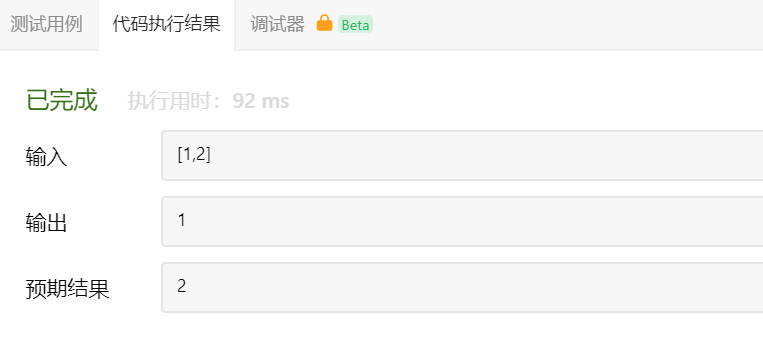 测试用例 代码执行结果 调试器 Beta
已完成 执行用时：92 ms
输入 [1,2]
输出 1
预期结果 2